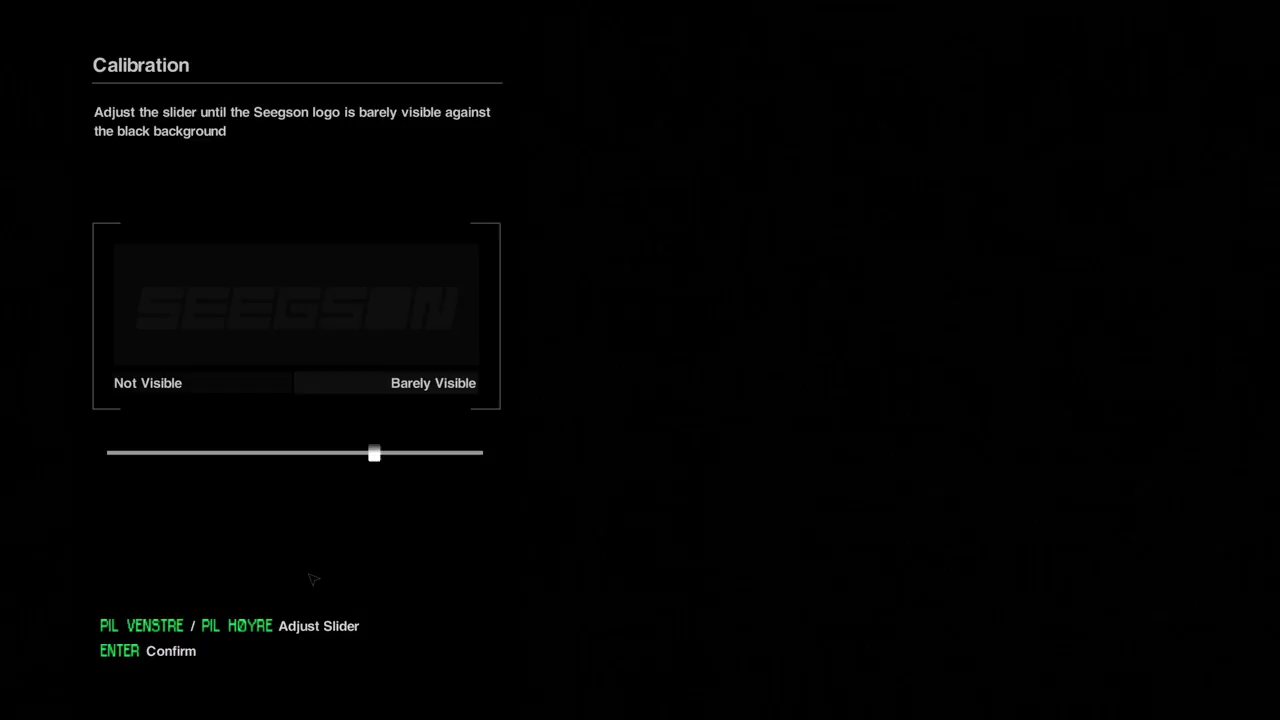 Calibration
Adjust the slider until the Seegson logo is barely visible against
the black background
SEEGSON
Not Visible
Barely Visible
PIL VENSTRE / PIL HØYRE Adjust Slider
ENTER Confirm